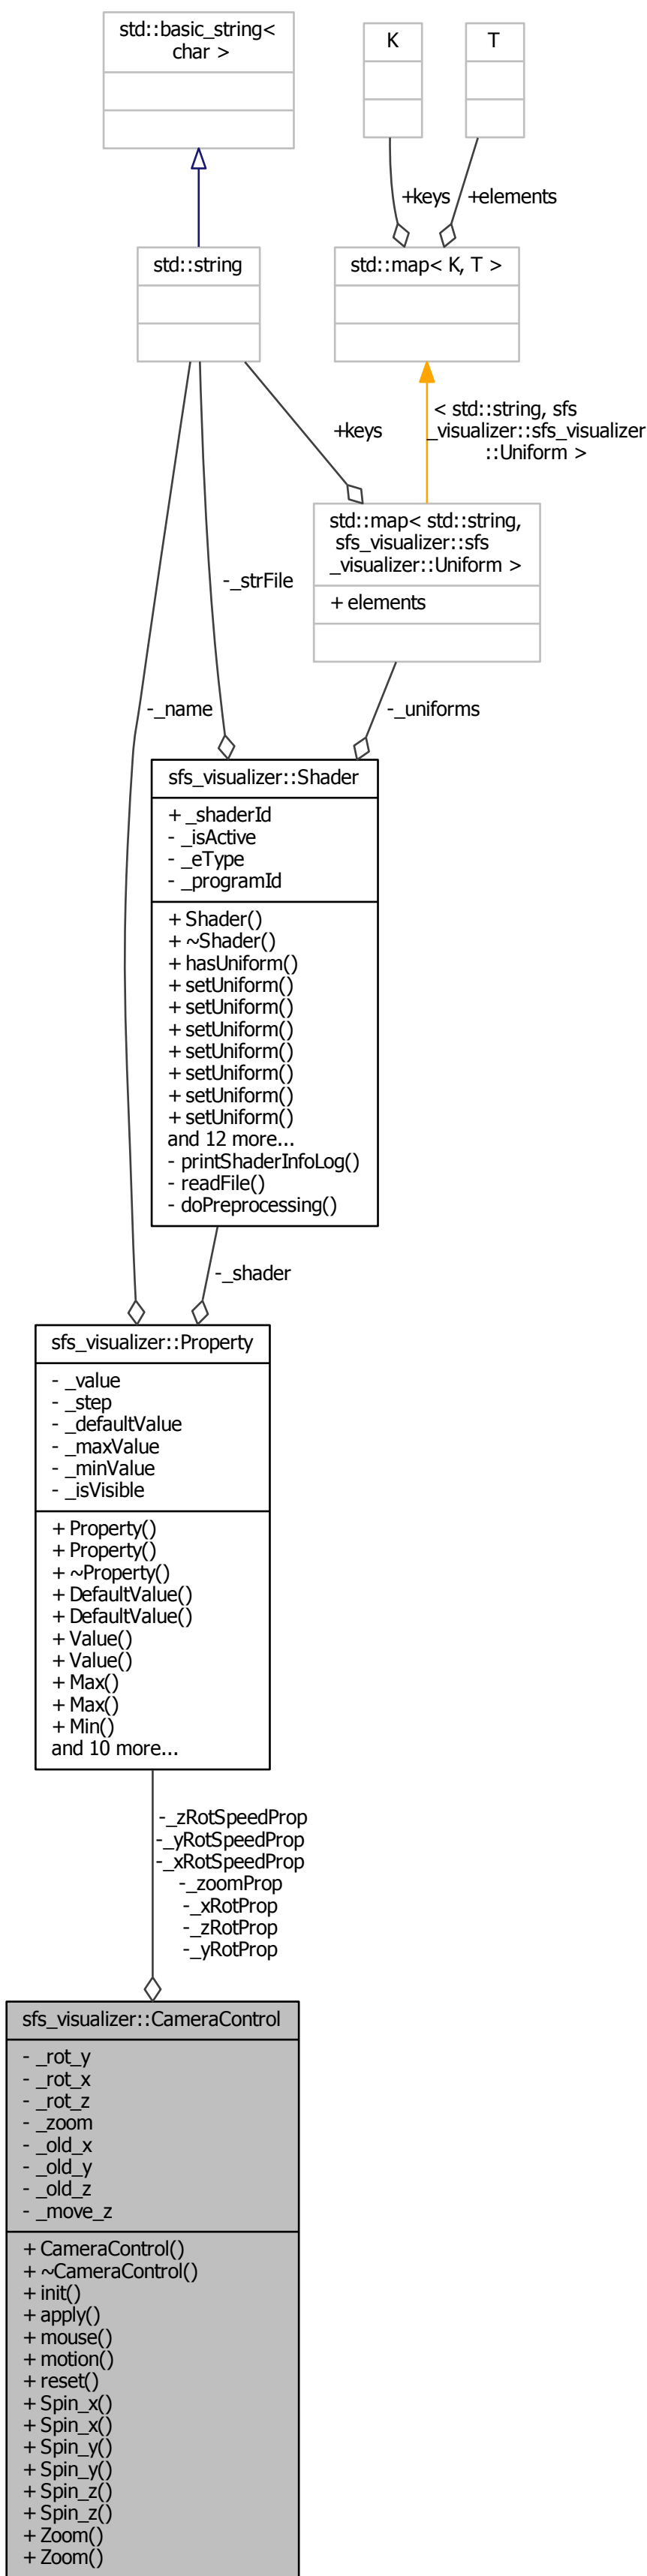 std::basic_string<
char >
K
T
+keys
+elements
std::string
std::map< K, T >
< std::string, sfs
_visualizer::sfs_visualizer
::Uniform >
+keys
std::map< std::string,
sfs_visualizer::sfs
_visualizer::Uniform >
+ elements
-_strFile
-_name
-_uniforms
sfs_visualizer::Shader
+ _shaderId
- _isActive
- _eType
- _programId
+ Shader()
+ ~Shader()
+ hasUniform()
+ setUniform()
+ setUniform()
+ setUniform()
+ setUniform()
+ setUniform()
+ setUniform()
+ setUniform()
and 12 more...
- printShaderInfoLog()
- readFile()
- doPreprocessing()
-_shader
sfs_visualizer::Property
- _value
- _step
- _defaultValue
- _maxValue
- _minValue
- _isVisible
+ Property()
+ Property()
+ ~Property()
+ DefaultValue()
+ DefaultValue()
+ Value()
+ Value()
+ Max()
+ Max()
+ Min()
and 10 more...
-_zRotSpeedProp
-_yRotSpeedProp
-_xRotSpeedProp
-_zoomProp
-_xRotProp
-_zRotProp
-_yRotProp
sfs_visualizer::CameraControl
- _rot_y
- _rot_x
- _rot_z
- _zoom
- _old_x
- _old_y
- _old_z
- _move_z
+ CameraControl()
+ ~CameraControl()
+ init()
+ apply()
+ mouse()
+ motion()
+ reset()
+ Spin_x()
+ Spin_x()
+ Spin_y()
+ Spin_y()
+ Spin_z()
+ Spin_z()
+ Zoom()
+ Zoom()